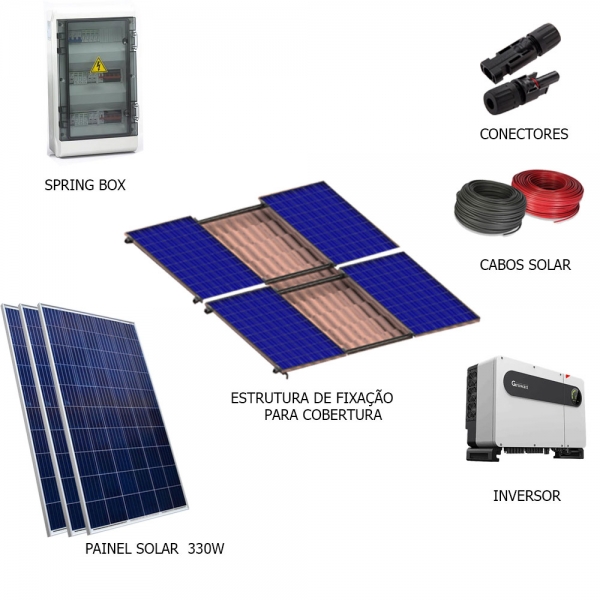 SPRING BOX
CONECTORES
CABOS SOLAR
ESTRUTURA DE FIXAÇÃO
PARA COBERTURA
INVERSOR
PAINEL SOLAR 330W